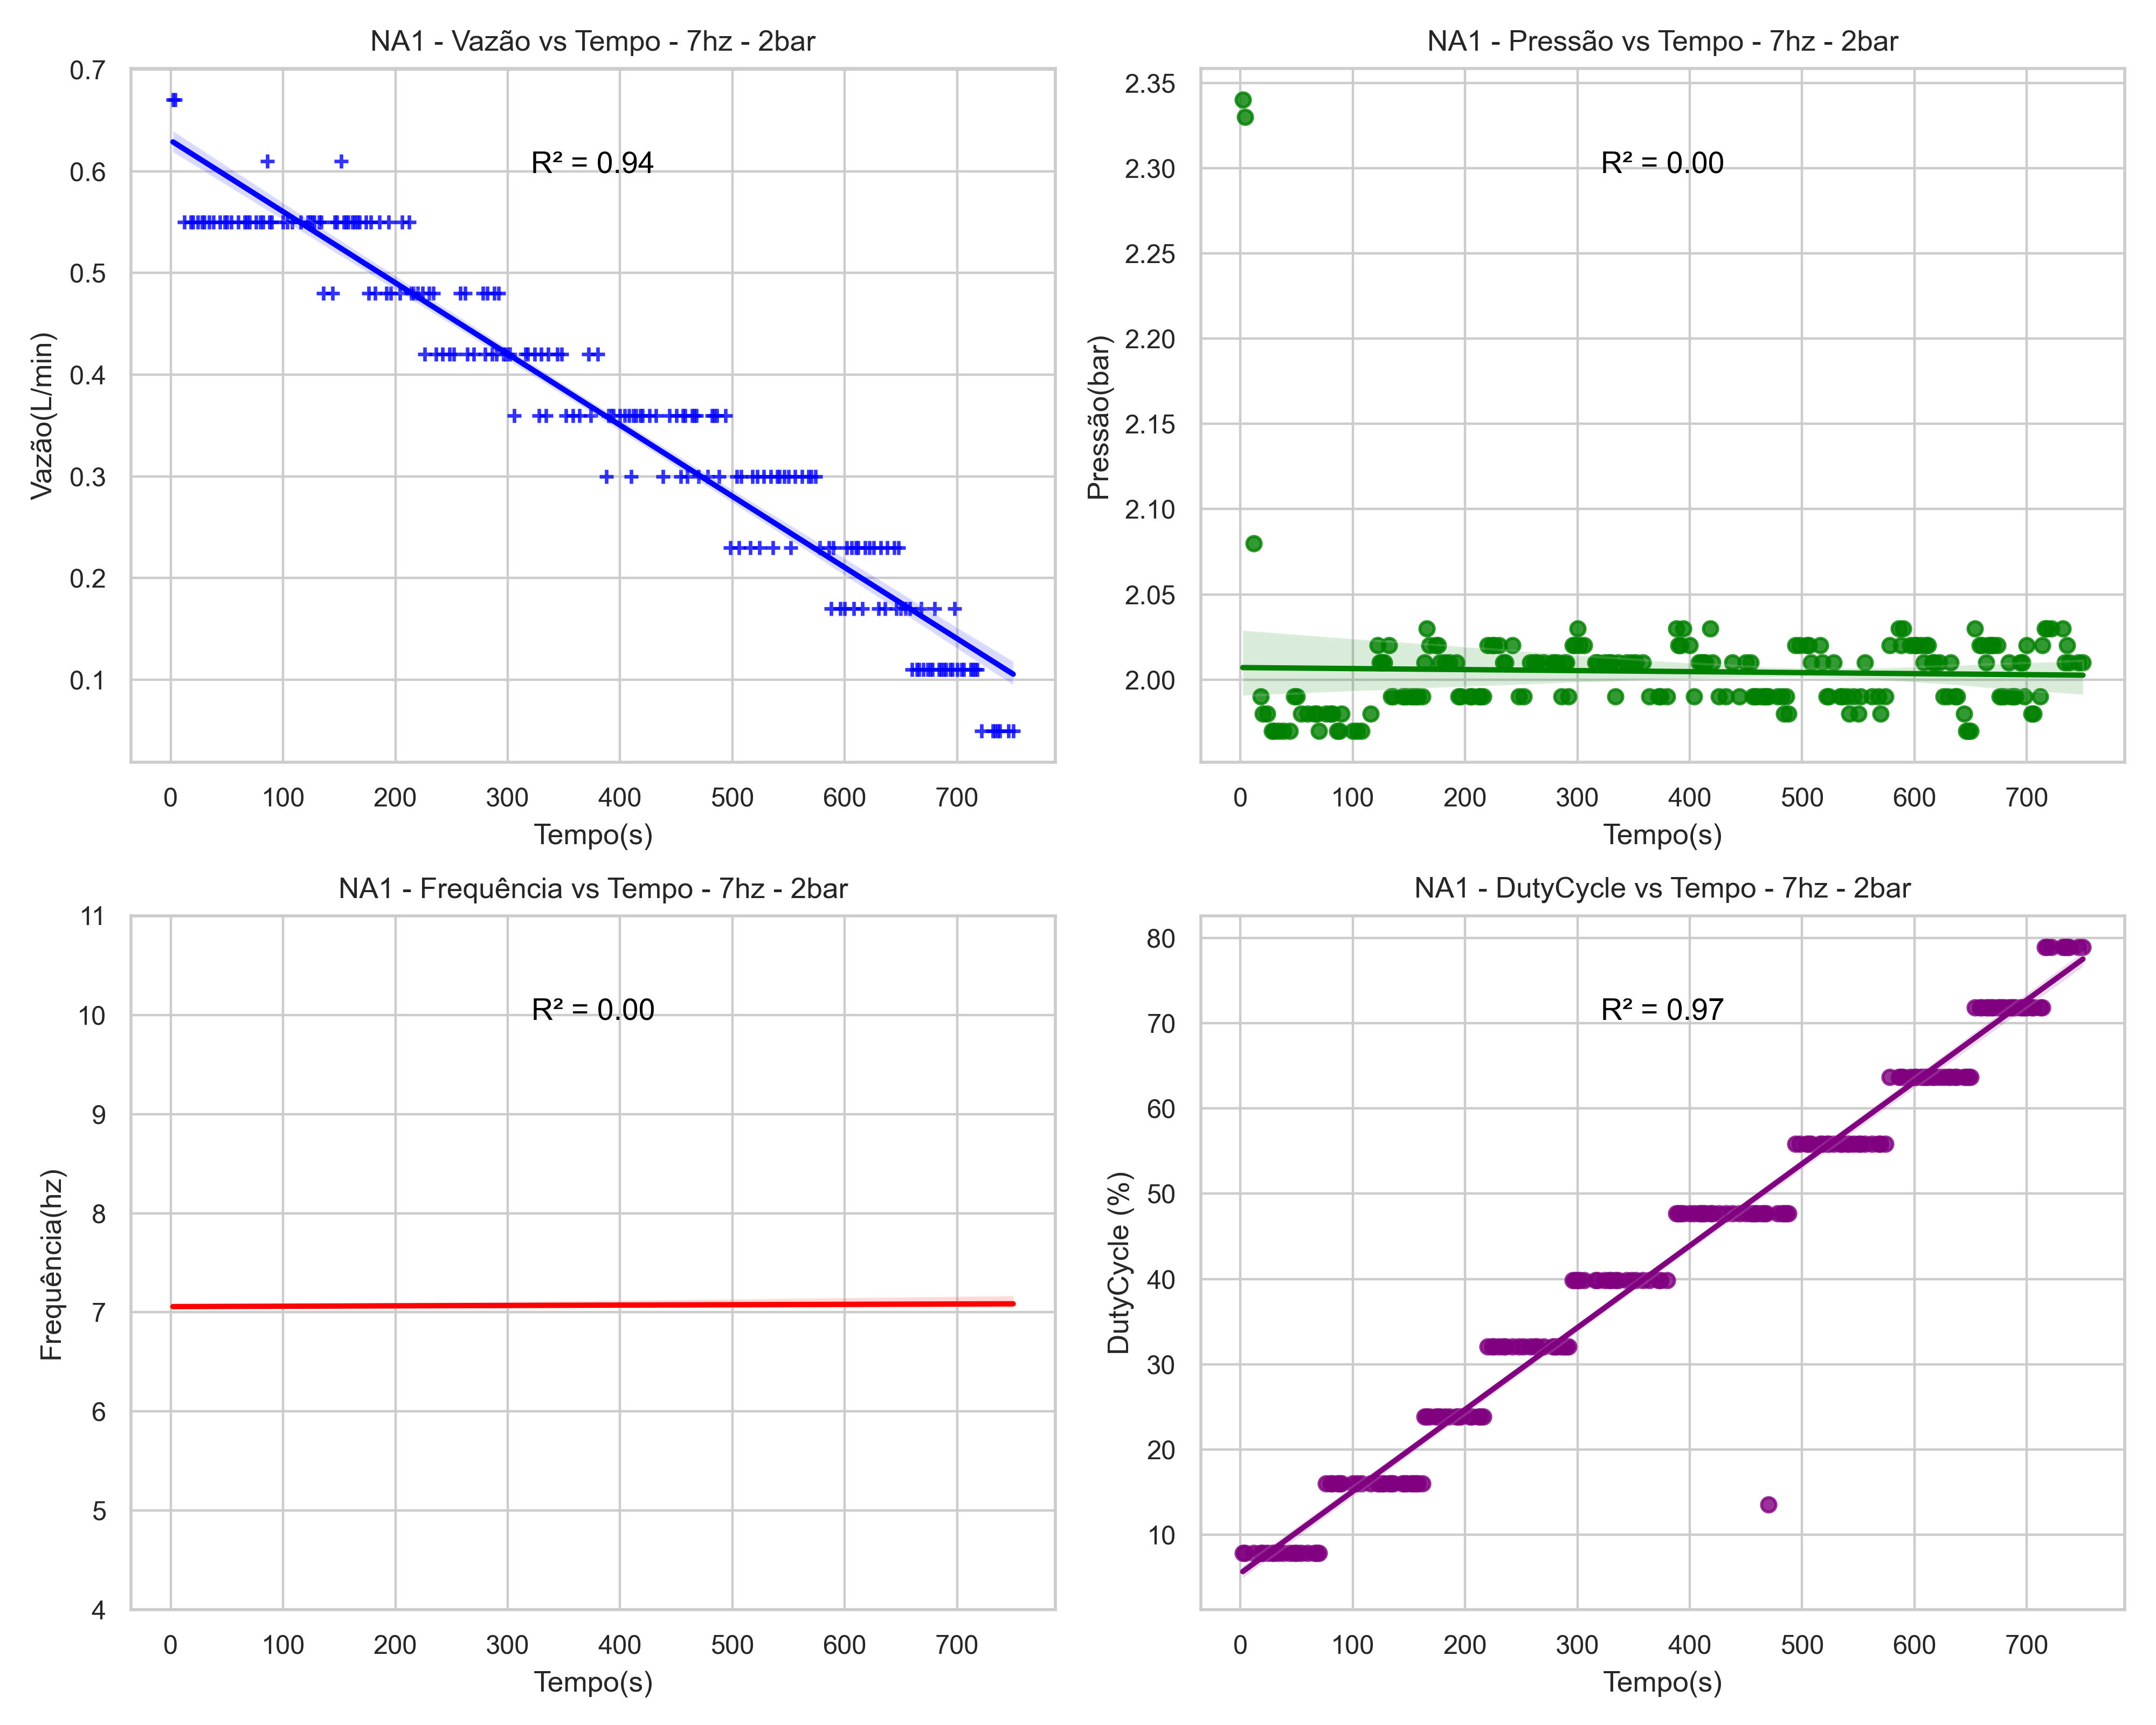 NA1 - Vazão vs Tempo - 7hz - 2bar
0.7
0.6
0.5
0.4
0.3
0.2
0.1
Vazão(L/min)
R² = 0.94
0 100 200 300 400 500 600 700
Tempo(s)
NA1 - Pressão vs Tempo - 7hz - 2bar
2.35
2.30
2.25
2.20
2.15
2.10
2.05
2.00
Pressão(bar)
R² = 0.00
0 100 200 300 400 500 600 700
Tempo(s)
NA1 - Frequência vs Tempo - 7hz - 2bar
11
10
9
8
7
6
5
4
Frequência(hz)
R² = 0.00
0 100 200 300 400 500 600 700
Tempo(s)
NA1 - DutyCycle vs Tempo - 7hz - 2bar
80
70
60
50
40
30
20
10
DutyCycle (%)
R² = 0.97
0 100 200 300 400 500 600 700
Tempo(s)